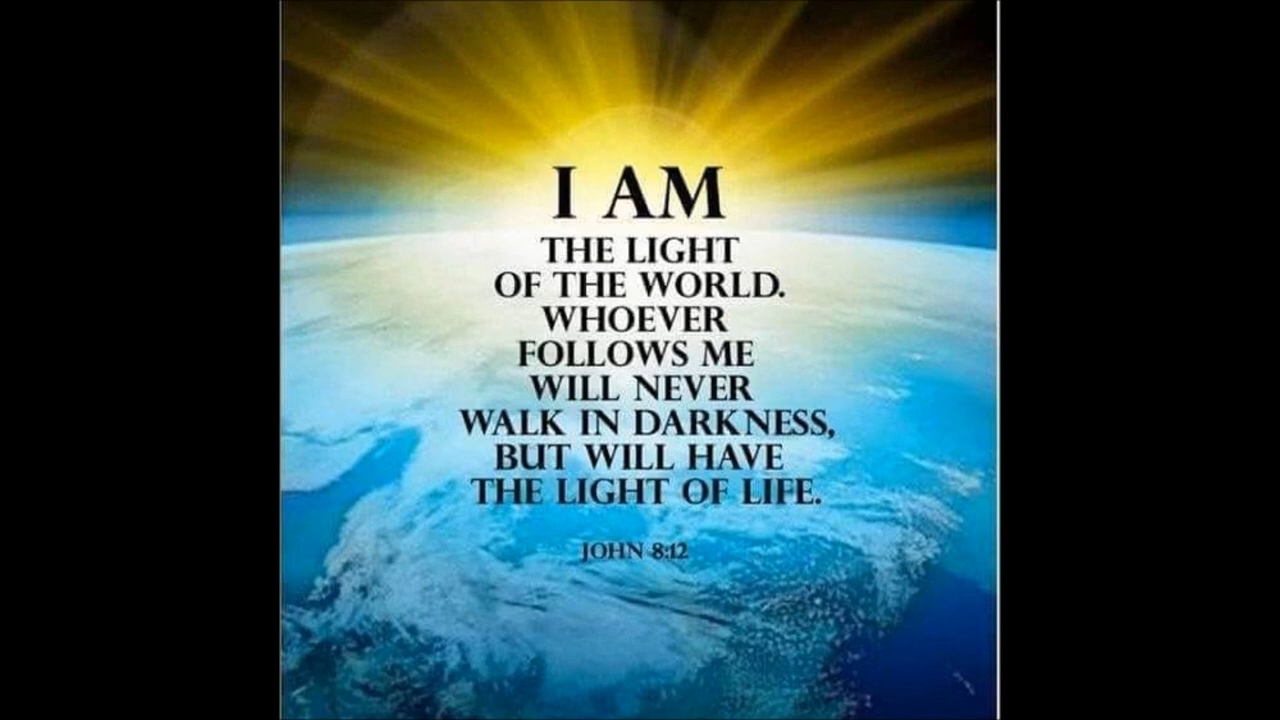 I AM
THE LIGHT
OF THE WORLD.
WHOEVER
FOLLOWS ME
WILL NEVER
WALK IN DARKNESS,
BUT WILL HAVE
THE LIGHT OF LIFE.
JOHN 8:12